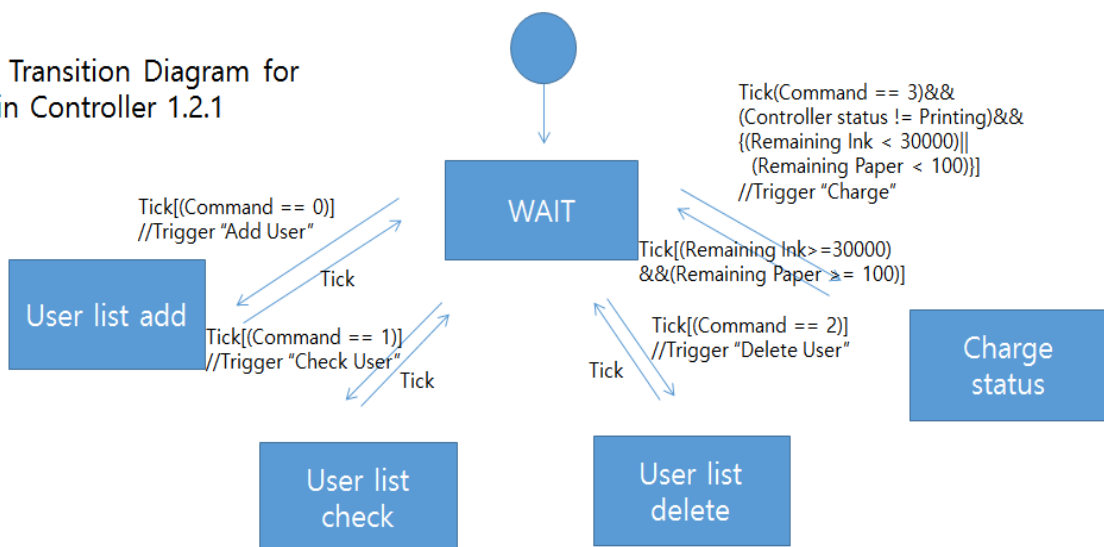 Transition Diagram for
in Controller 1.2.1
Tick(Command == 3)&&
(Controller status != Printing)&&
{(Remaining Ink < 30000)||
(Remaining Paper < 100)}]
//Trigger "Charge"
WAIT
Tick[(Command == 0)]
//Trigger "Add User"
Tick[(Remaining Ink>=30000)
&&(Remaining Paper >= 100)]
Tick
User list add
Tick[(Command == 1)]
//Trigger "Check User"
Tick
Tick[(Command == 2)]
//Trigger "Delete User"
Tick
Charge
status
User list
check
User list
delete